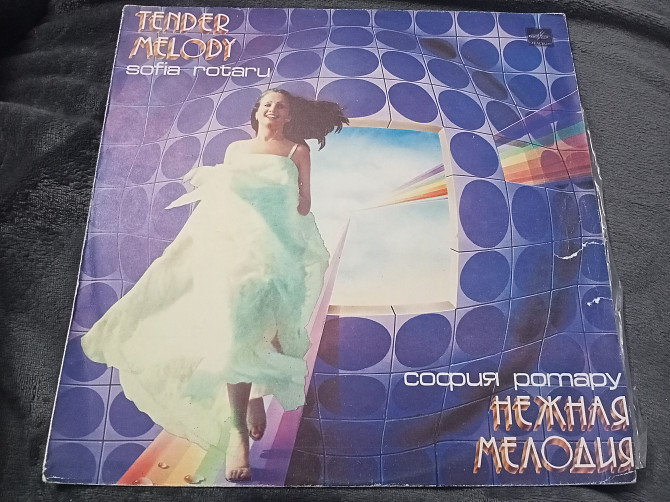 TENDER
MELODY
sofia rotaru
СОФИЯ РОТАРУ
НЕЖНАЯ
МЕЛОДИЯ